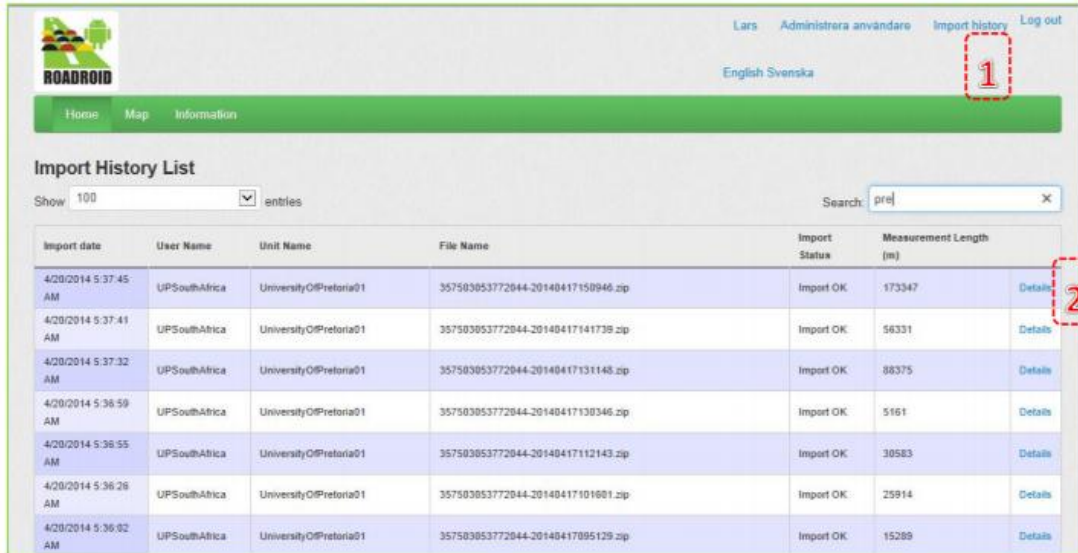 ROADROID
Lars Administrera användare Import history Log out
1
English Svenska
Home Map Information
Import History List
Show 100 entries
Search: pre ×
Import date User Name Unit Name File Name Import Status Measurement Length (m)
4/20/2014 5:37:45 AM UPSouthAfrica UniversityOfPretoria01 357503053772044-20140417150946.zip Import OK 173347 Details
2
4/20/2014 5:37:41 AM UPSouthAfrica UniversityOfPretoria01 357503053772044-20140417141739.zip Import OK 56331 Details
4/20/2014 5:37:32 AM UPSouthAfrica UniversityOfPretoria01 357503053772044-20140417131148.zip Import OK 88375 Details
4/20/2014 5:36:59 AM UPSouthAfrica UniversityOfPretoria01 357503053772044-20140417130346.zip Import OK 5161 Details
4/20/2014 5:36:55 AM UPSouthAfrica UniversityOfPretoria01 357503053772044-20140417112143.zip Import OK 30583 Details
4/20/2014 5:36:26 AM UPSouthAfrica UniversityOfPretoria01 357503053772044-20140417101601.zip Import OK 25914 Details
4/20/2014 5:36:02 AM UPSouthAfrica UniversityOfPretoria01 357503053772044-20140417095129.zip Import OK 15289 Details